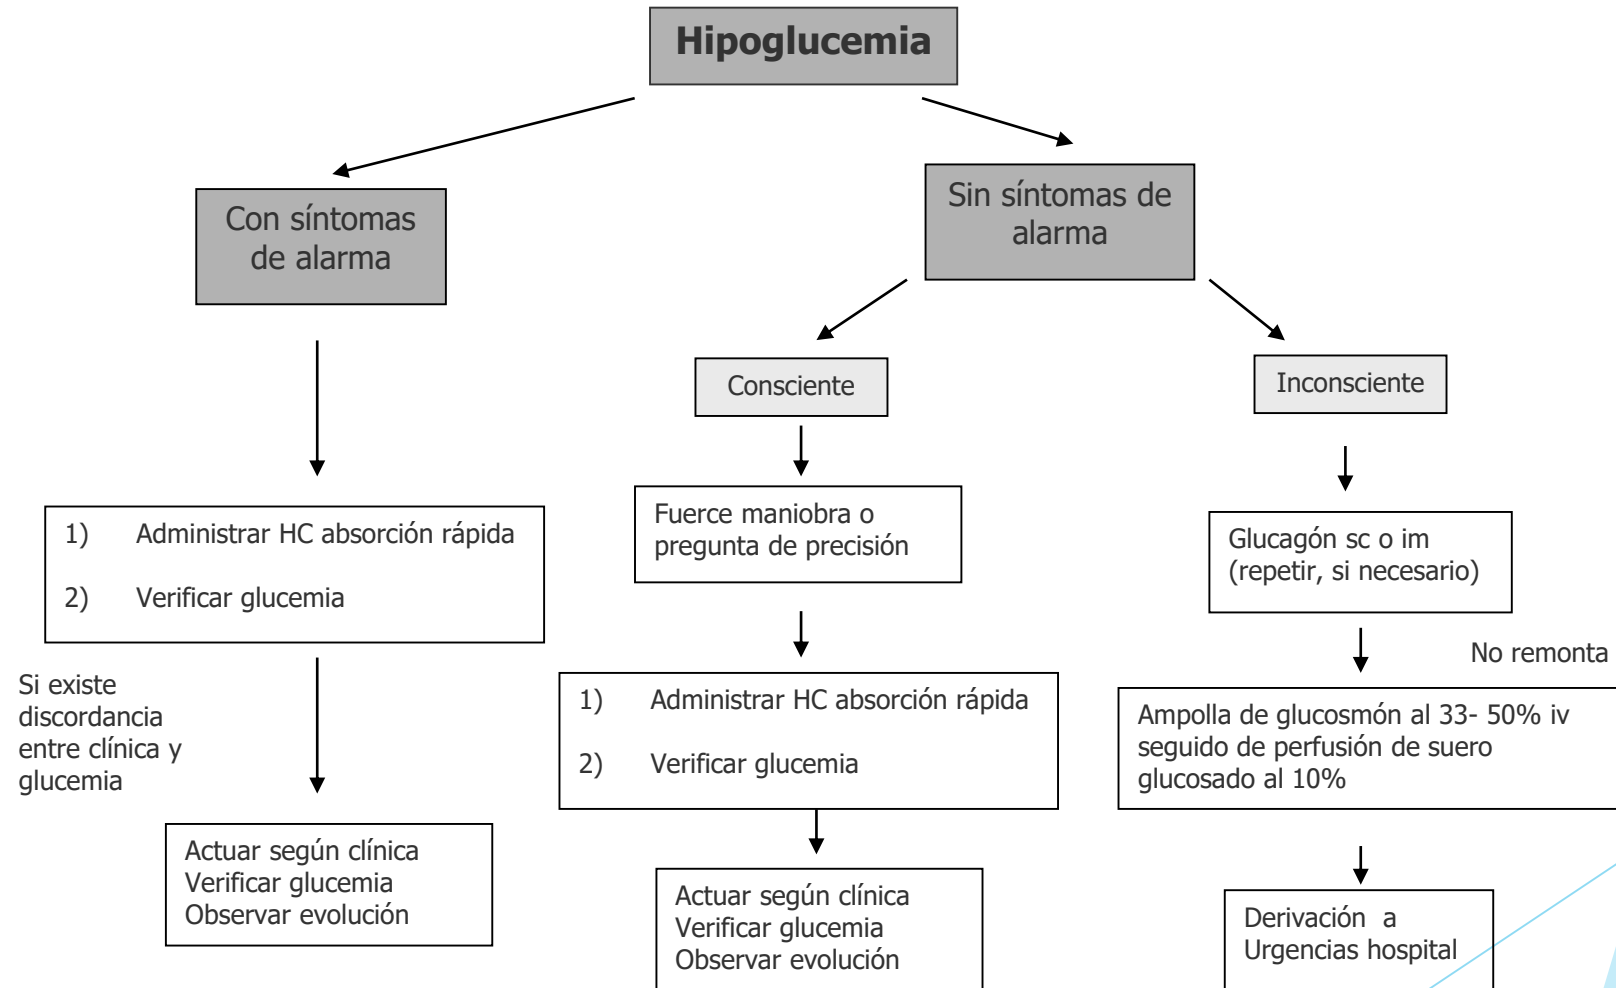 Hipoglucemia
Con síntomas
de alarma
Sin síntomas de
alarma
Consciente
Inconsciente
1) Administrar HC absorción rápida
2) Verificar glucemia
Fuerce maniobra o
pregunta de precisión
Glucagón sc o im
(repetir, si necesario)
No remonta
Si existe
discordancia
entre clínica y
glucemia
1) Administrar HC absorción rápida
2) Verificar glucemia
Ampolla de glucosmón al 33- 50% iv
seguido de perfusión de suero
glucosado al 10%
Actuar según clínica
Verificar glucemia
Observar evolución
Actuar según clínica
Verificar glucemia
Observar evolución
Derivación a
Urgencias hospital